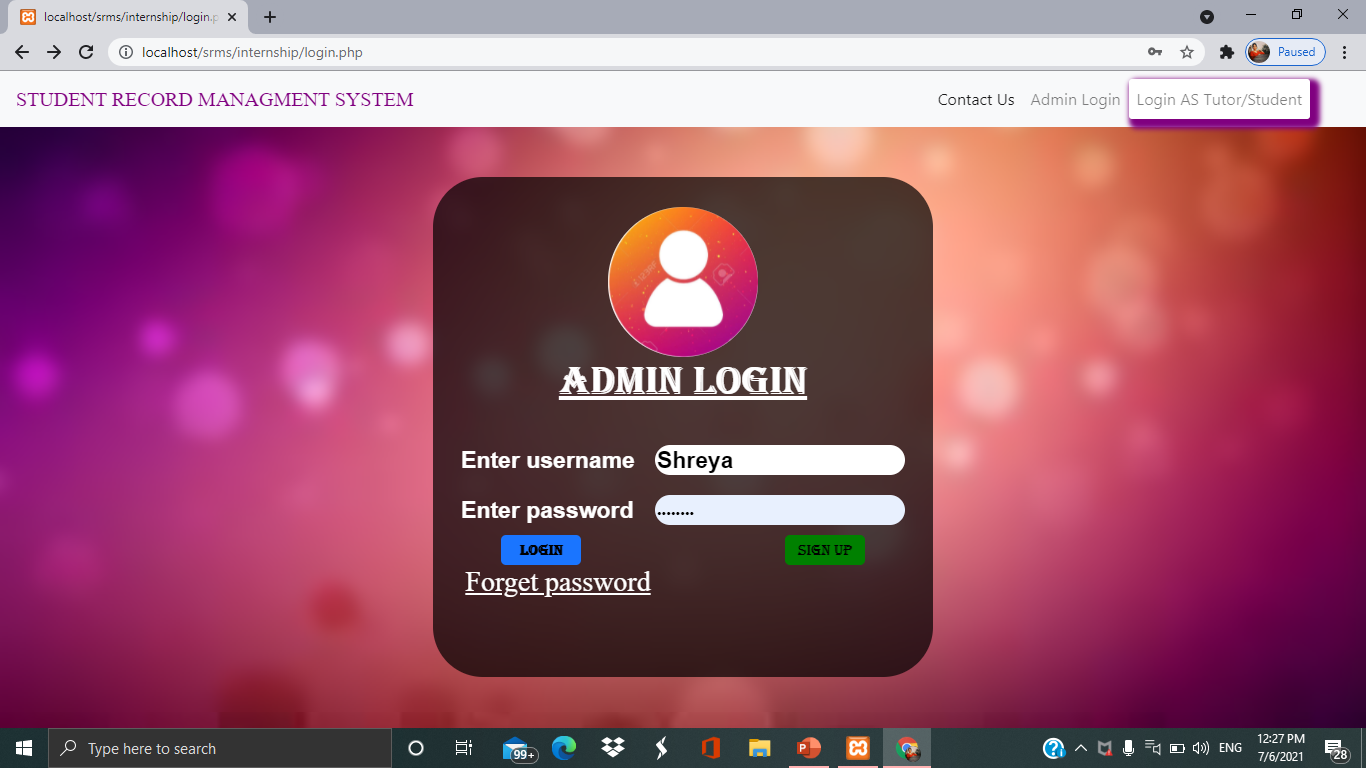 localhost/srms/internship/login.p
localhost/srms/internship/login.php
Paused
STUDENT RECORD MANAGMENT SYSTEM
Contact Us
Admin Login
Login AS Tutor/Student
ADMIN LOGIN
Enter username
Shreya
Enter password
........
LOGIN
SIGN UP
Forget password
Type here to search
99+
ENG
12:27 PM
7/6/2021
28